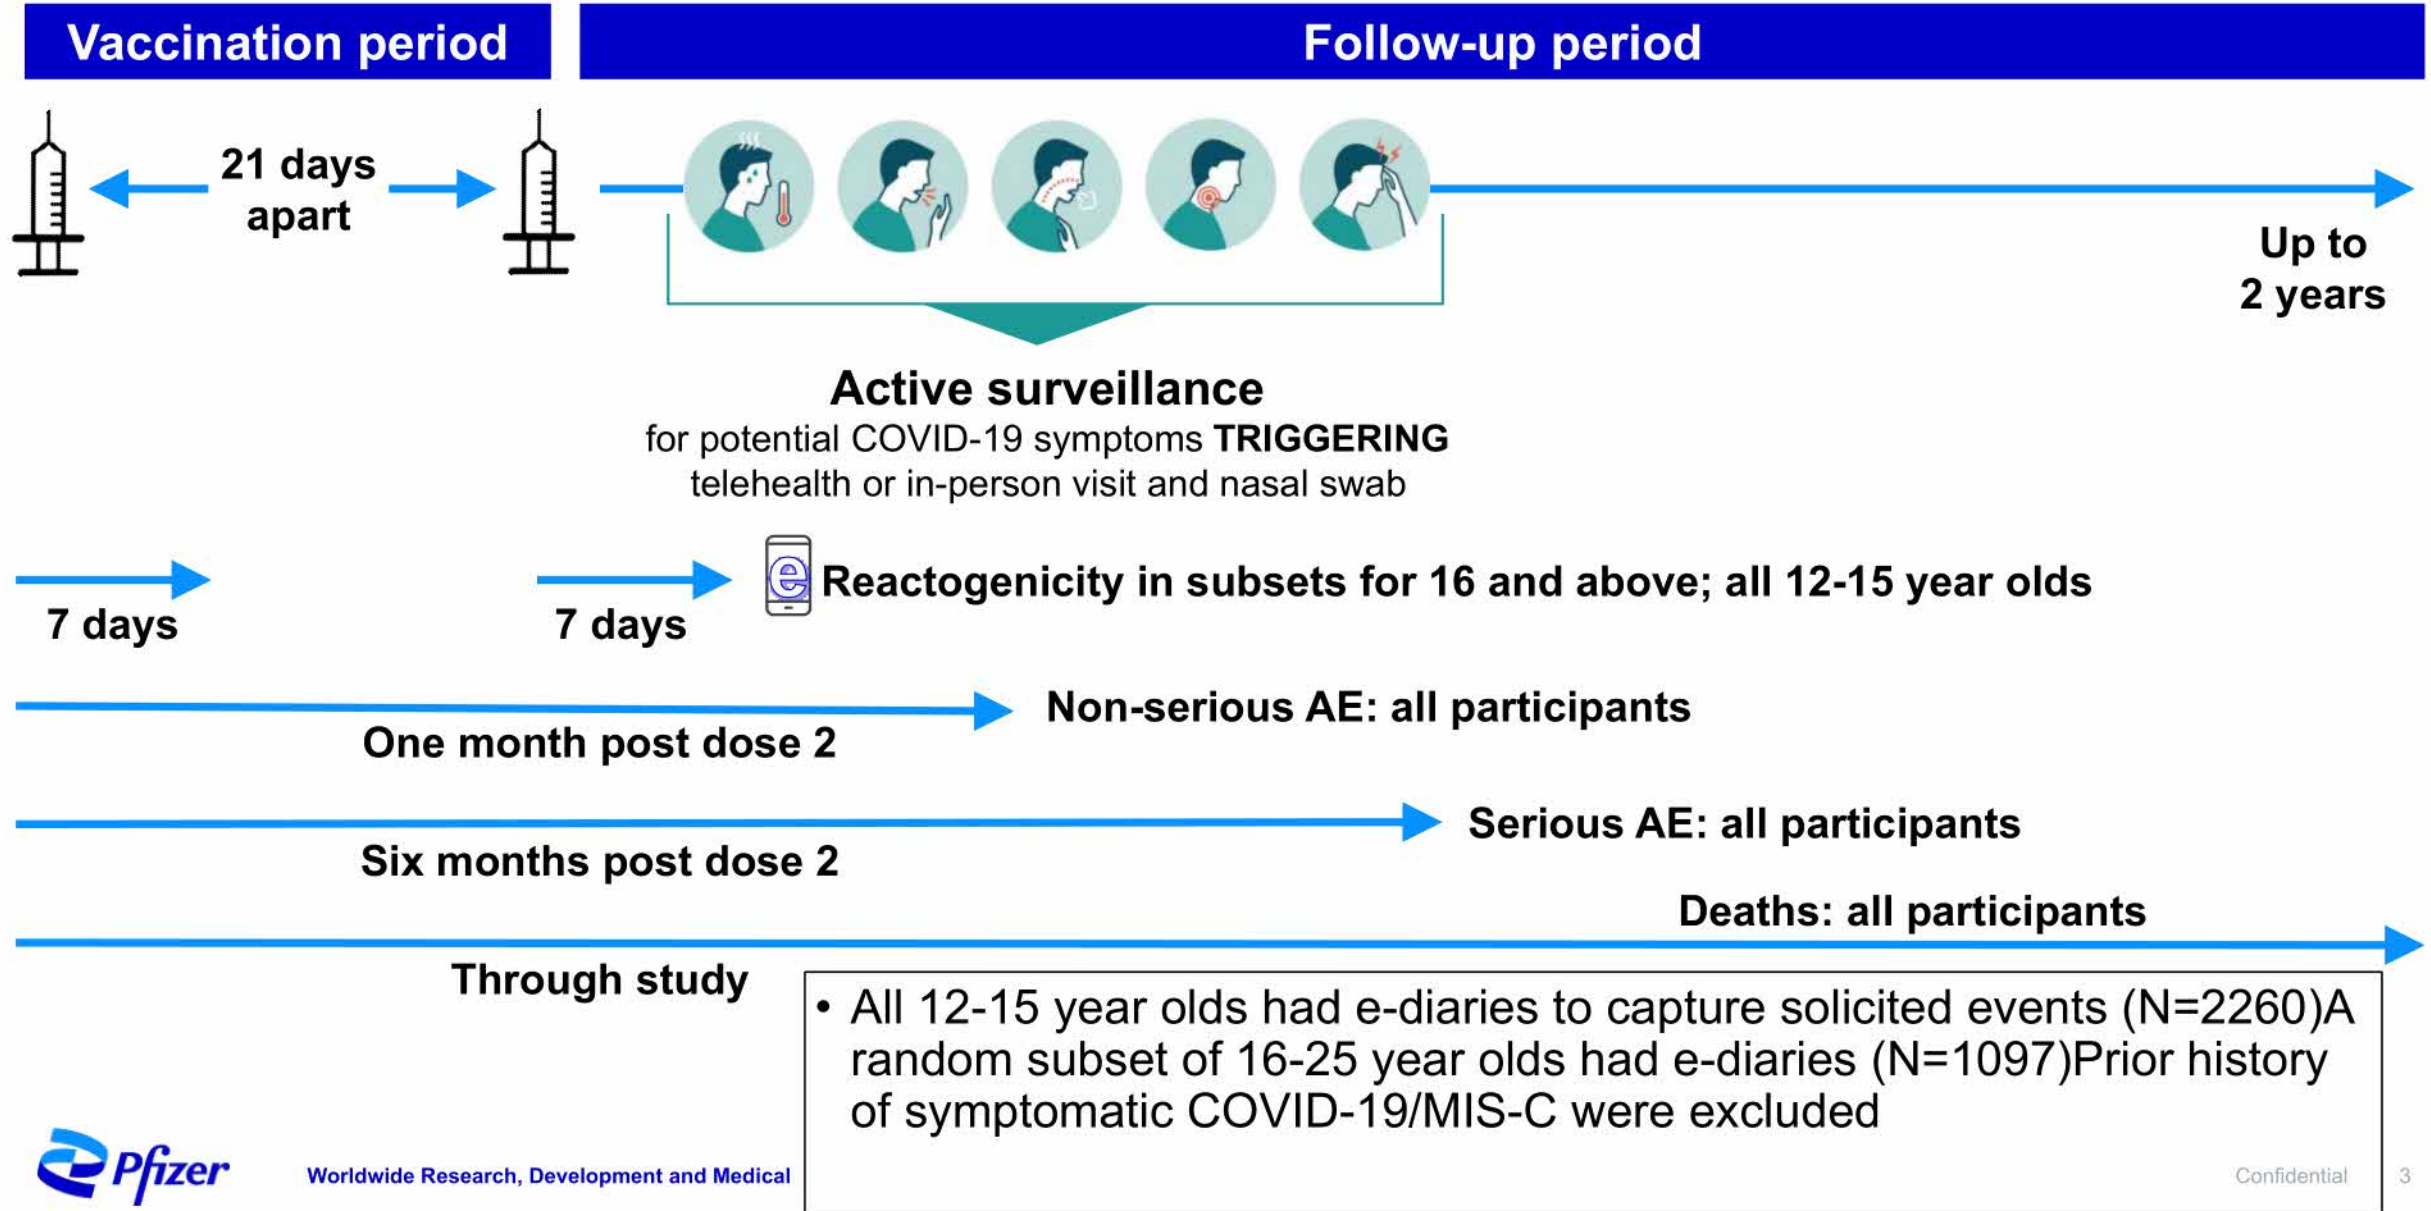 Vaccination period
Follow-up period
21 days
apart
Up to
2 years
Active surveillance
for potential COVID-19 symptoms TRIGGERING
telehealth or in-person visit and nasal swab
e
Reactogenicity in subsets for 16 and above; all 12-15 year olds
7 days
7 days
Non-serious AE: all participants
One month post dose 2
Serious AE: all participants
Six months post dose 2
Deaths: all participants
Through study
• All 12-15 year olds had e-diaries to capture solicited events (N=2260)A
random subset of 16-25 year olds had e-diaries (N=1097)Prior history
of symptomatic COVID-19/MIS-C were excluded
Pfizer
Worldwide Research, Development and Medical
Confidential
3